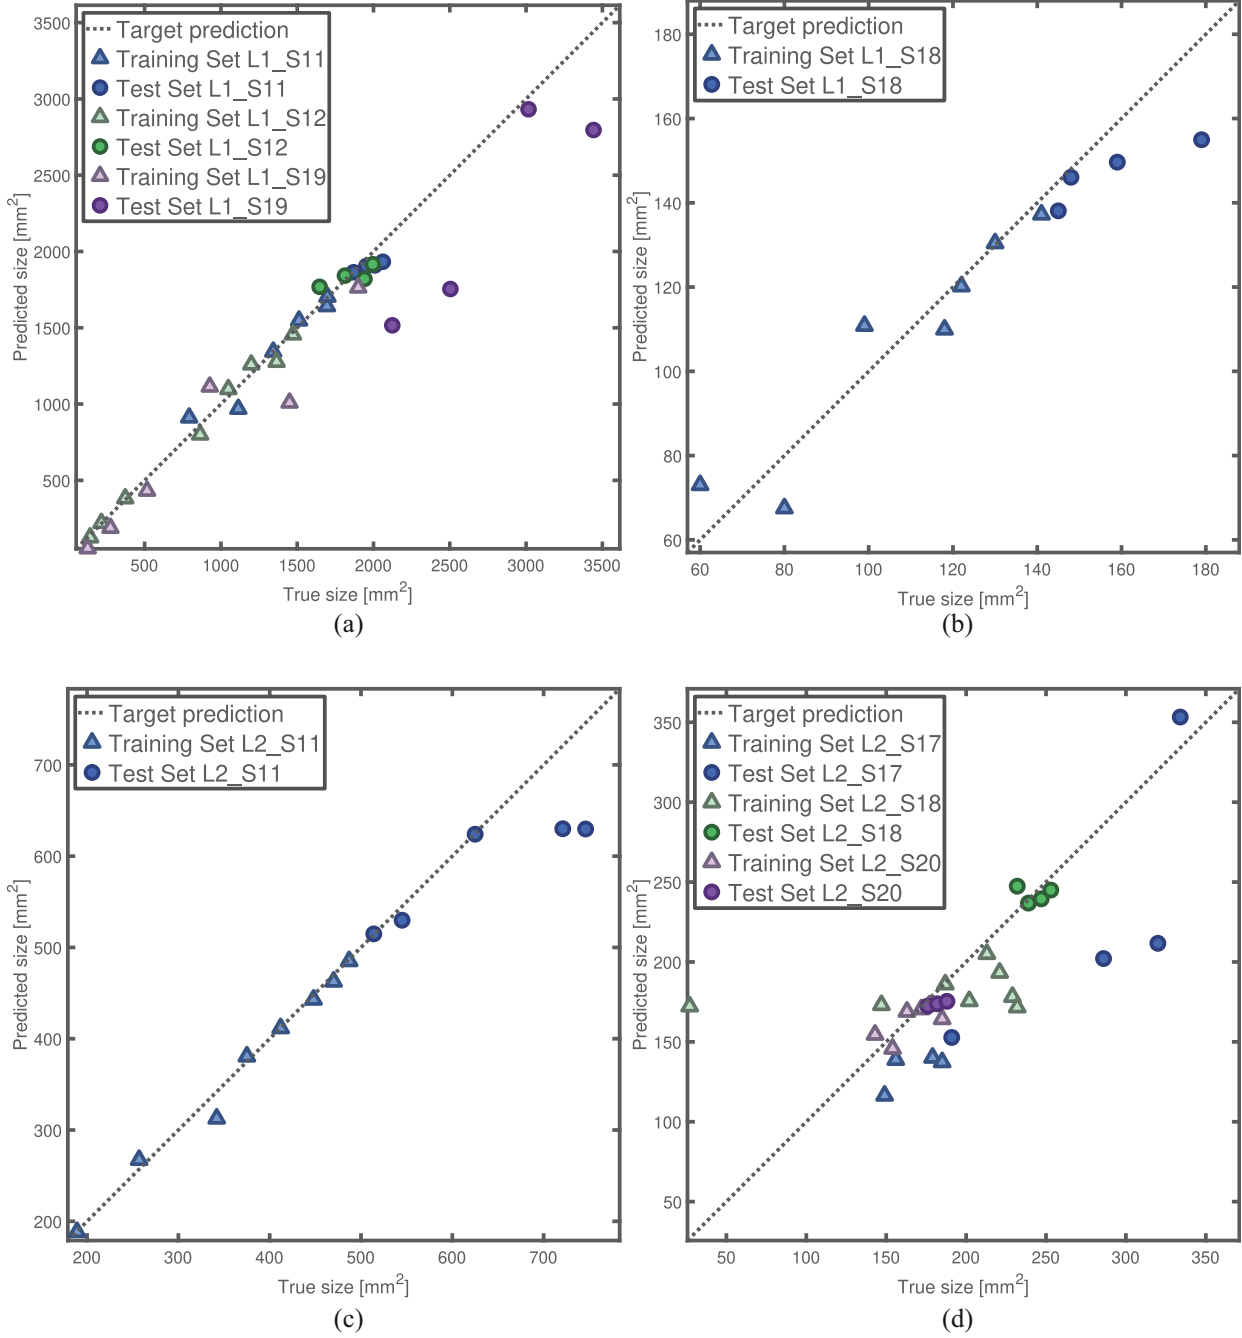 3500
3000
2500
2000
1500
1000
500
Predicted size [mm²]
Target prediction
Training Set L1_S11
Test Set L1_S11
Training Set L1_S12
Test Set L1_S12
Training Set L1_S19
Test Set L1_S19
500 1000 1500 2000 2500 3000 3500
True size [mm²]
(a)
180
160
140
120
100
80
60
Predicted size [mm²]
Target prediction
Training Set L1_S18
Test Set L1_S18
60 80 100 120 140 160 180
True size [mm²]
(b)
700
600
500
400
300
200
Predicted size [mm²]
Target prediction
Training Set L2_S11
Test Set L2_S11
200 300 400 500 600 700
True size [mm²]
(c)
350
300
250
200
150
100
50
Predicted size [mm²]
Target prediction
Training Set L2_S17
Test Set L2_S17
Training Set L2_S18
Test Set L2_S18
Training Set L2_S20
Test Set L2_S20
50 100 150 200 250 300 350
True size [mm²]
(d)